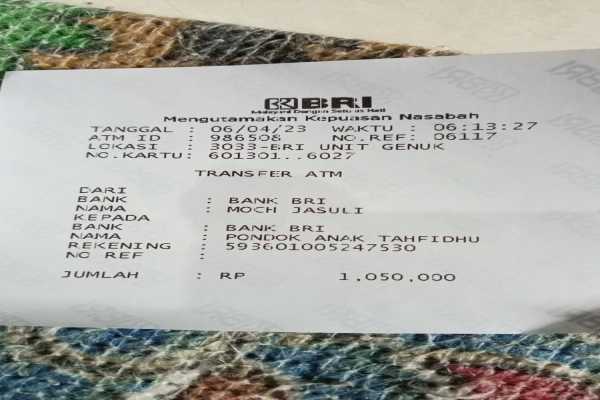 BRI
Melayani Dengan Setulus Hati
Mengutamakan Kepuasan Nasabah
TANGGAL : 06/04/23 WAKTU : 06:13:27
ATM ID : 986508 NO.REF: 06117
LOKASI : 3033-BRI UNIT GENUK
NO.KARTU: 601301..6027
TRANSFER ATM
DARI
BANK : BANK BRI
NAMA : MOCH JASULI
KEPADA
BANK : BANK BRI
NAMA : PONDOK ANAK TAHFIDHU
REKENING : 593601005247530
NO REF :
JUMLAH : RP 1,050,000